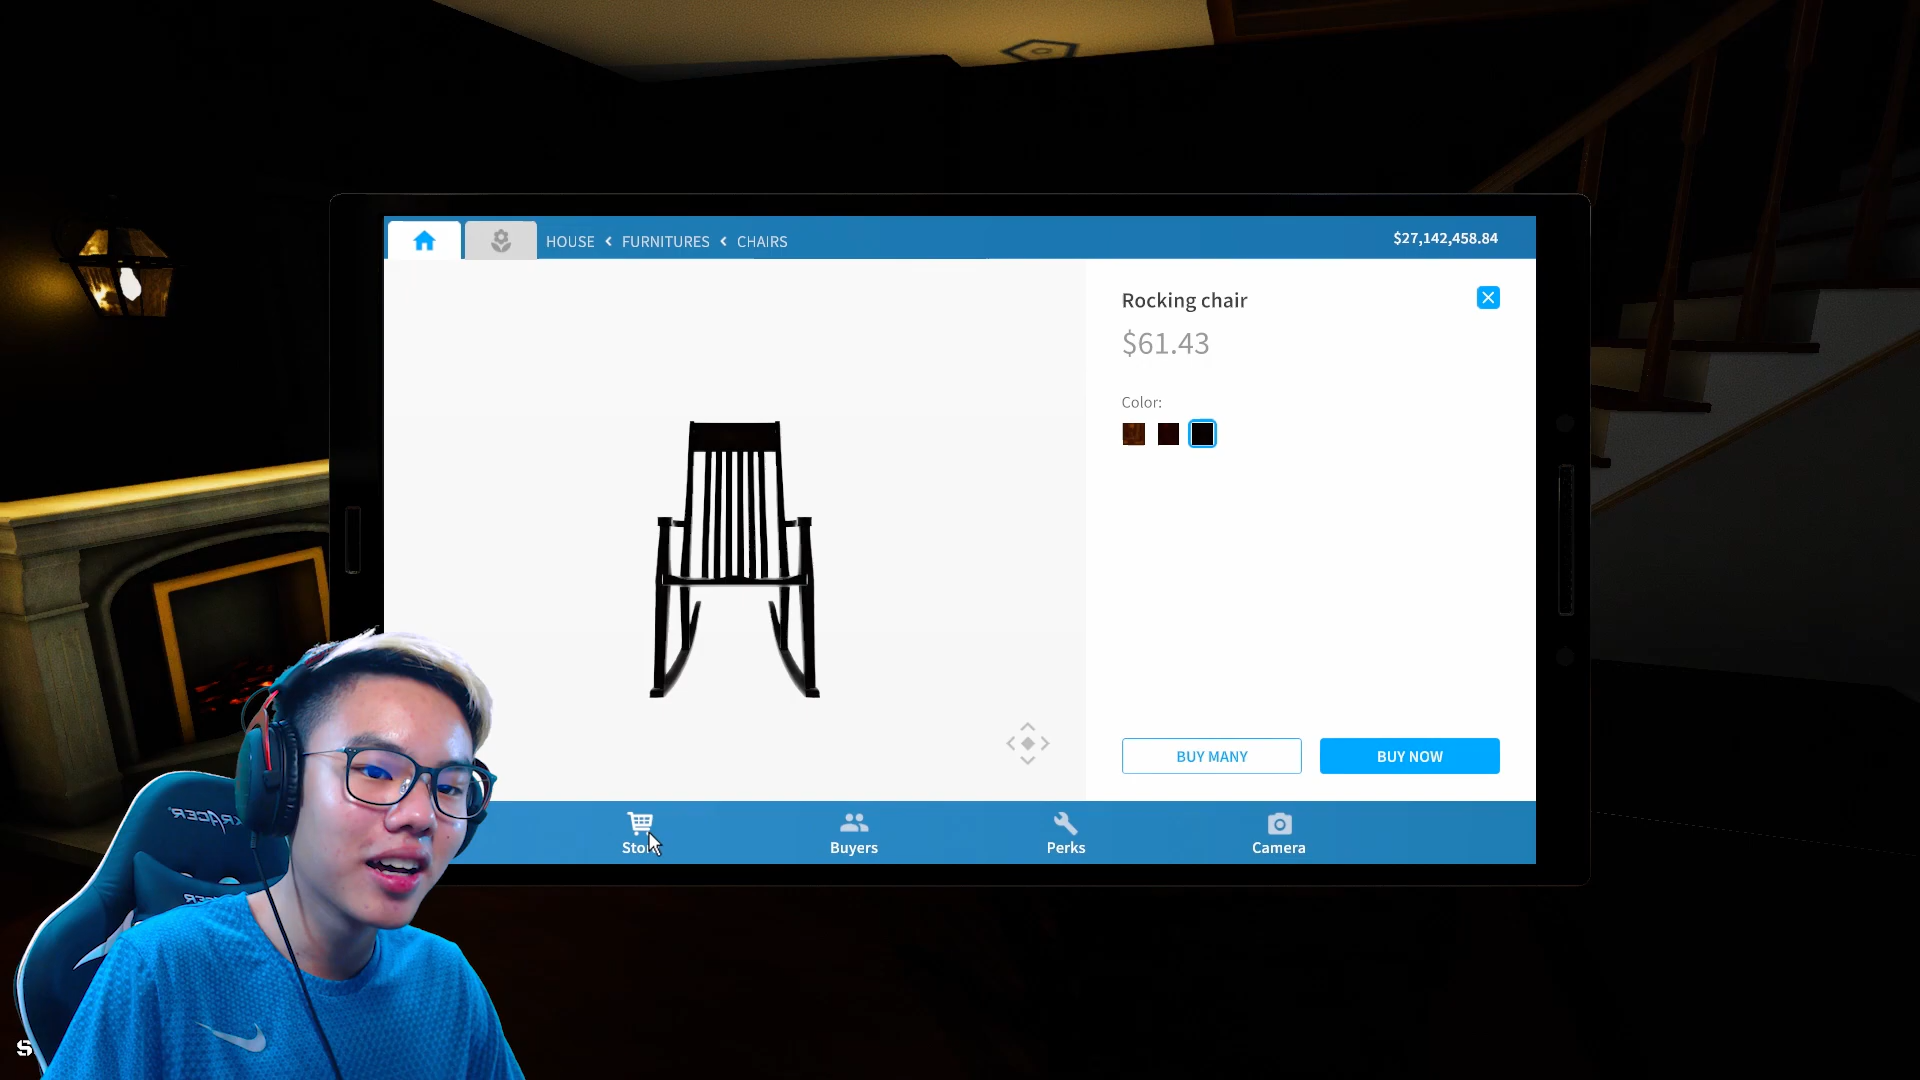 HOUSE < FURNITURES < CHAIRS
$27,142,458.84
Rocking chair
$61.43
Color:
BUY MANY
BUY NOW
Buyers
Perks
Camera
S